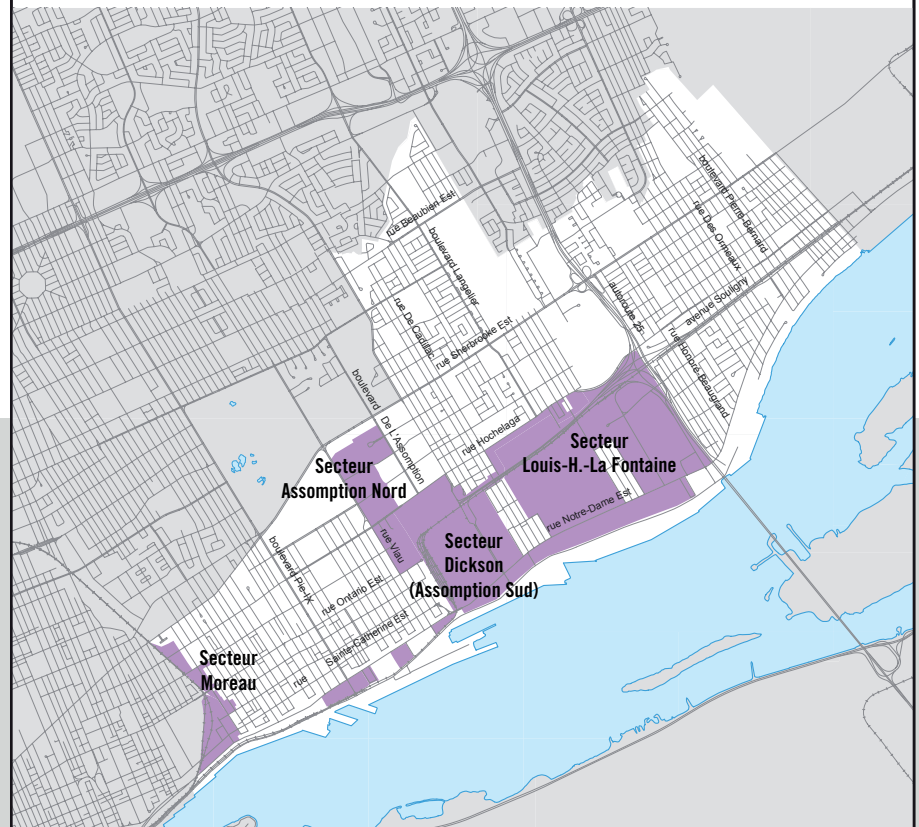 boulevard Pierre-Bernard
rue Des Ormeaux
rue Beaubien Est
boulevard Langelier
avenue Souligny
autoroute 25
rue De Cadillac
rue Sherbrooke Est
rue Honoré-Beaugrand
boulevard
De L'Assomption
rue Hochelaga
Secteur
Louis-H.-La Fontaine
Secteur
Assomption Nord
rue Notre-Dame Est
rue Viau
Secteur
Dickson
(Assomption Sud)
boulevard Pie-IX
rue Ontario Est
rue Sainte-Catherine Est
Secteur
Moreau